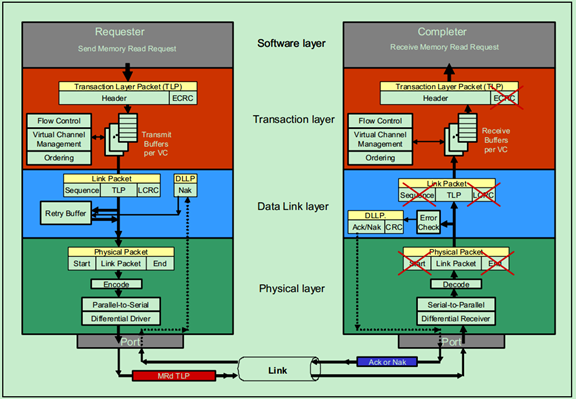 Requester
Send Memory Read Request
Transaction Layer Packet (TLP)
Header ECRC
Flow Control
Virtual Channel
Management
Ordering
Transmit
Buffers
per VC
Link Packet
Sequence TLP LCRC
DLLP
Nak
Retry Buffer
Physical Packet
Start Link Packet End
Encode
Parallel-to-Serial
Differential Driver
Port
MRd TLP
Software layer
Transaction layer
Data Link layer
Physical layer
Link
Completer
Receive Memory Read Request
Transaction Layer Packet (TLP)
Header ECRC
Flow Control
Virtual Channel
Management
Ordering
Receive
Buffers
per VC
Link Packet
Sequence TLP LCRC
DLLP
Ack/Nak CRC
Error
Check
Physical Packet
Start Link Packet End
Decode
Serial-to-Parallel
Differential Receiver
Port
Ack or Nak